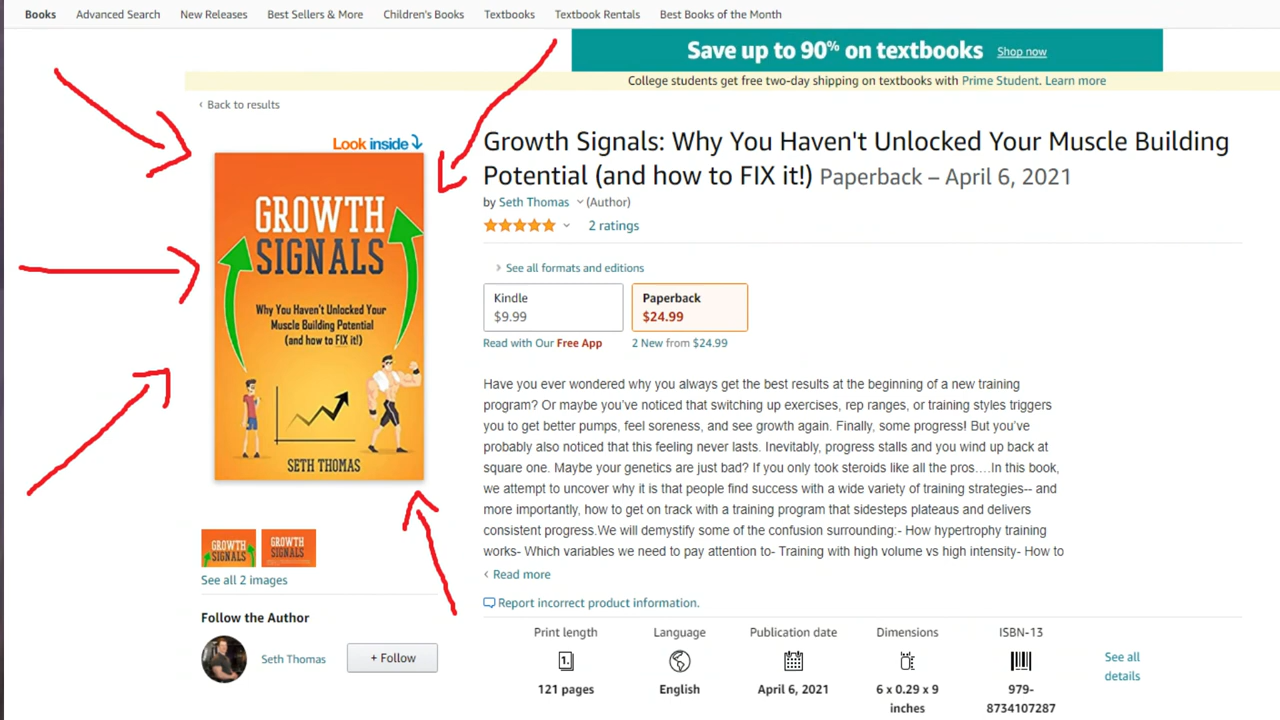 Books Advanced Search New Releases Best Sellers & More Children's Books Textbooks Textbook Rentals Best Books of the Month
Save up to 90% on textbooks Shop now
College students get free two-day shipping on textbooks with Prime Student. Learn more
‹ Back to results
Look inside
GROWTH
SIGNALS
Why You Haven't Unlocked Your
Muscle Building Potential
(and how to FIX it!)
SETH THOMAS
GROWTH
SIGNALS
GROWTH
SIGNALS
See all 2 images
Follow the Author
Seth Thomas
+ Follow
Growth Signals: Why You Haven't Unlocked Your Muscle Building
Potential (and how to FIX it!) Paperback – April 6, 2021
by Seth Thomas (Author)
2 ratings
› See all formats and editions
Kindle
$9.99
Paperback
$24.99
Read with Our Free App
2 New from $24.99
Have you ever wondered why you always get the best results at the beginning of a new training
program? Or maybe you’ve noticed that switching up exercises, rep ranges, or training styles triggers
you to get better pumps, feel soreness, and see growth again. Finally, some progress! But you’ve
probably also noticed that this feeling never lasts. Inevitably, progress stalls and you wind up back at
square one. Maybe your genetics are just bad? If you only took steroids like all the pros….In this book,
we attempt to uncover why it is that people find success with a wide variety of training strategies-- and
more importantly, how to get on track with a training program that sidesteps plateaus and delivers
consistent progress.We will demystify some of the confusion surrounding:- How hypertrophy training
works- Which variables we need to pay attention to- Training with high volume vs high intensity- How to
‹ Read more
Report incorrect product information.
Print length
1.
121 pages
Language
English
Publication date
April 6, 2021
Dimensions
6 x 0.29 x 9
inches
ISBN-13
979-
8734107287
See all
details